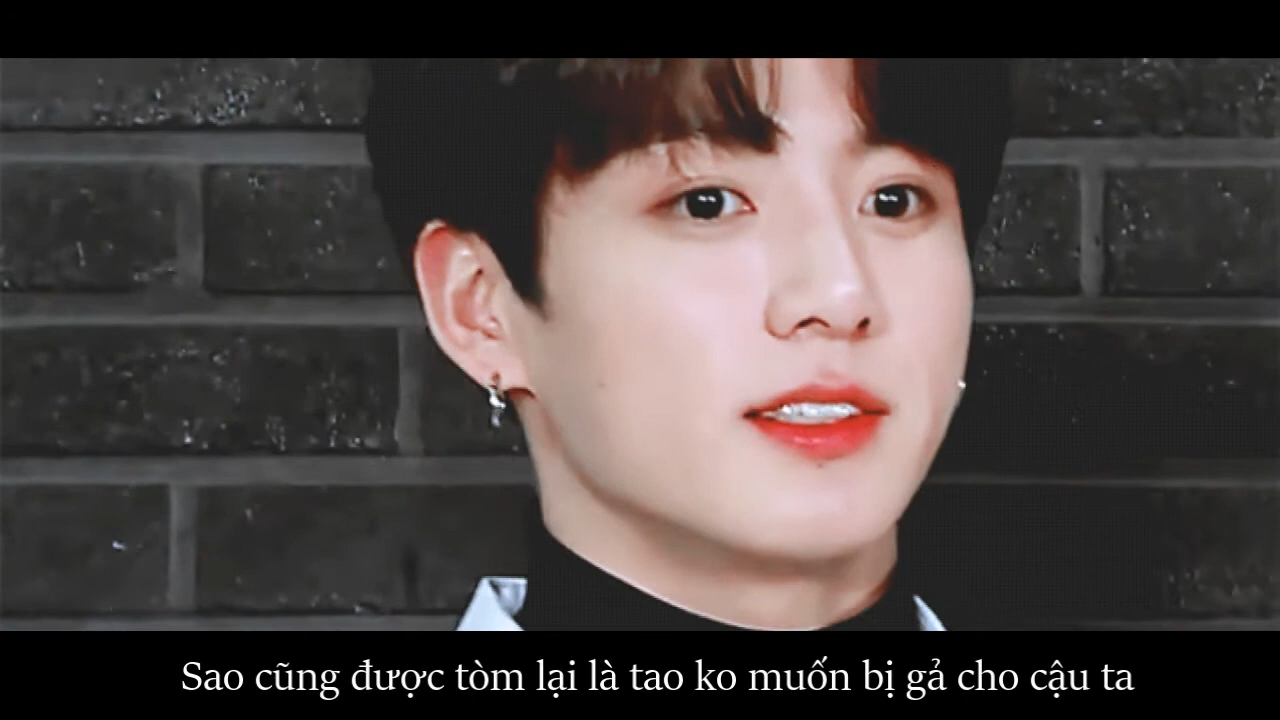 Sao cũng được tòm lại là tao ko muốn bị gả cho cậu ta